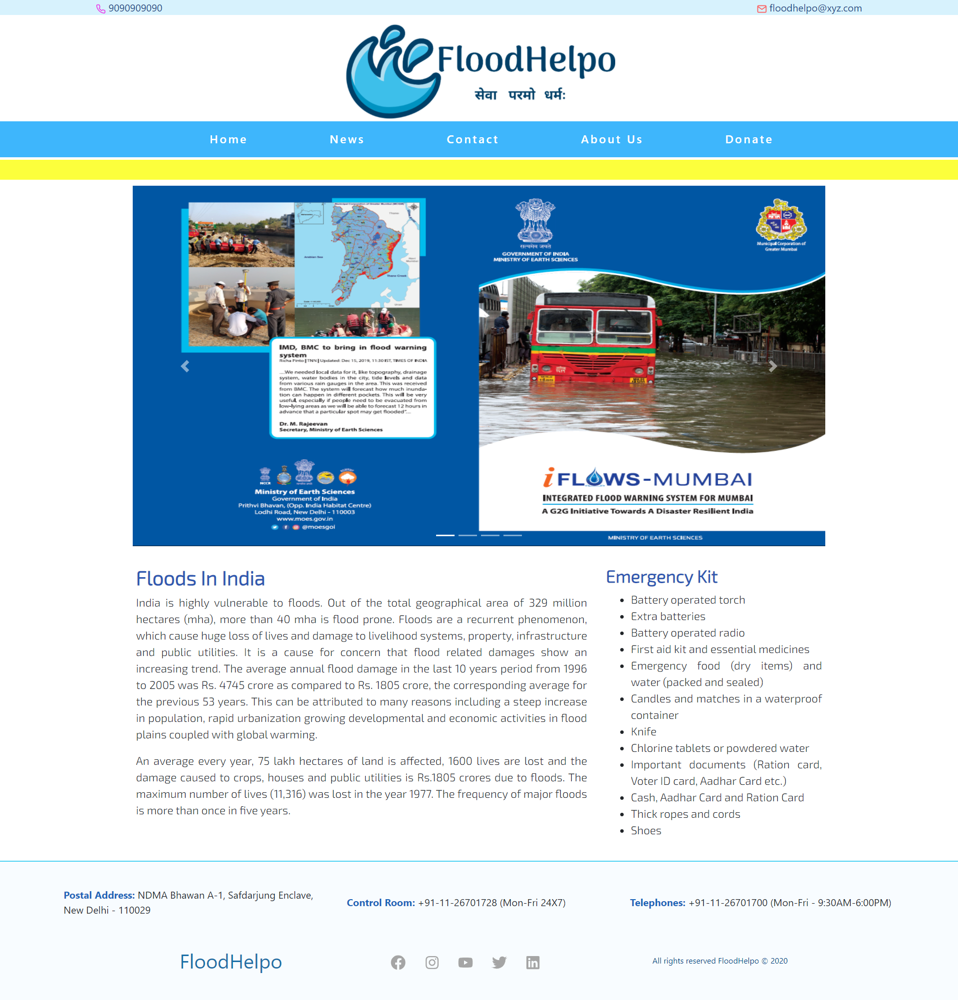 9090909090
floodhelpo@xyz.com
FloodHelpo
सेवा परमो धर्मः
Home News Contact About Us Donate
Municipal Corporation of Greater Mumbai (MCGM)
Thane
Arabian Sea
Navi
Mumbai
Thane Creek
Uran
IMD, BMC to bring in flood warning
system
Richa Pinto | TNN | Updated: Dec 15, 2019, 11:30 IST, TIMES OF INDIA
....We needed local data for it, like topography, drainage
system, water bodies in the city, tide levels and data
from various rain gauges in the area. This was received
from BMC. The system will forecast how much inunda-
tion can happen in different pockets. This will be very
useful, especially if people need to be evacuated from
low-lying areas as we will be able to forecast 12 hours in
advance that a particular spot may get flooded"....
Dr. M. Rajeevan
Secretary, Ministry of Earth Sciences
NCCR
Ministry of Earth Sciences
Government of India
Prithvi Bhavan, (Opp. India Habitat Centre)
Lodhi Road, New Delhi - 110003
www.moes.gov.in
@moesgoi
सत्यमेव जयते
GOVERNMENT OF INDIA
MINISTRY OF EARTH SCIENCES
Municipal Corporation of
Greater Mumbai
iFLOWS-MUMBAI
INTEGRATED FLOOD WARNING SYSTEM FOR MUMBAI
A G2G Initiative Towards A Disaster Resilient India
MINISTRY OF EARTH SCIENCES
Floods In India
India is highly vulnerable to floods. Out of the total geographical area of 329 million
hectares (mha), more than 40 mha is flood prone. Floods are a recurrent phenomenon,
which cause huge loss of lives and damage to livelihood systems, property, infrastructure
and public utilities. It is a cause for concern that flood related damages show an
increasing trend. The average annual flood damage in the last 10 years period from 1996
to 2005 was Rs. 4745 crore as compared to Rs. 1805 crore, the corresponding average for
the previous 53 years. This can be attributed to many reasons including a steep increase
in population, rapid urbanization growing developmental and economic activities in flood
plains coupled with global warming.
An average every year, 75 lakh hectares of land is affected, 1600 lives are lost and the
damage caused to crops, houses and public utilities is Rs.1805 crores due to floods. The
maximum number of lives (11,316) was lost in the year 1977. The frequency of major floods
is more than once in five years.
Emergency Kit
• Battery operated torch
• Extra batteries
• Battery operated radio
• First aid kit and essential medicines
• Emergency food (dry items) and
water (packed and sealed)
• Candles and matches in a waterproof
container
• Knife
• Chlorine tablets or powdered water
• Important documents (Ration card,
Voter ID card, Aadhar Card etc.)
• Cash, Aadhar Card and Ration Card
• Thick ropes and cords
• Shoes
Postal Address: NDMA Bhawan A-1, Safdarjung Enclave,
New Delhi - 110029
Control Room: +91-11-26701728 (Mon-Fri 24X7)
Telephones: +91-11-26701700 (Mon-Fri - 9:30AM-6:00PM)
FloodHelpo
All rights reserved FloodHelpo © 2020